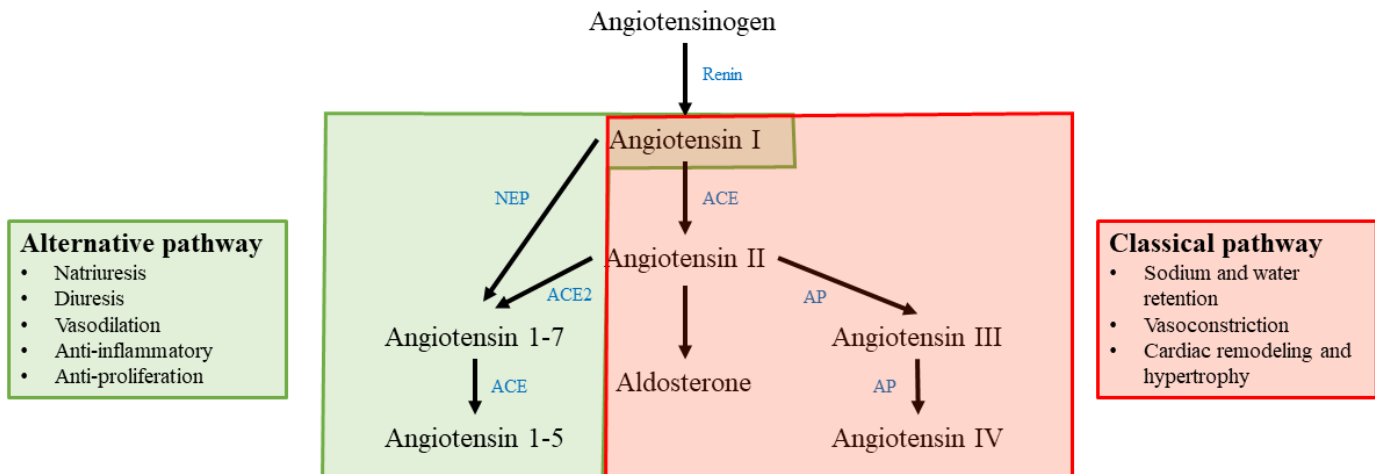 Angiotensinogen
Renin
Angiotensin I
NEP
ACE
Alternative pathway
• Natriuresis
• Diuresis
• Vasodilation
• Anti-inflammatory
• Anti-proliferation
Classical pathway
• Sodium and water
retention
• Vasoconstriction
• Cardiac remodeling and
hypertrophy
Angiotensin II
ACE2
AP
Angiotensin 1-7
Angiotensin III
ACE
Aldosterone
AP
Angiotensin 1-5
Angiotensin IV